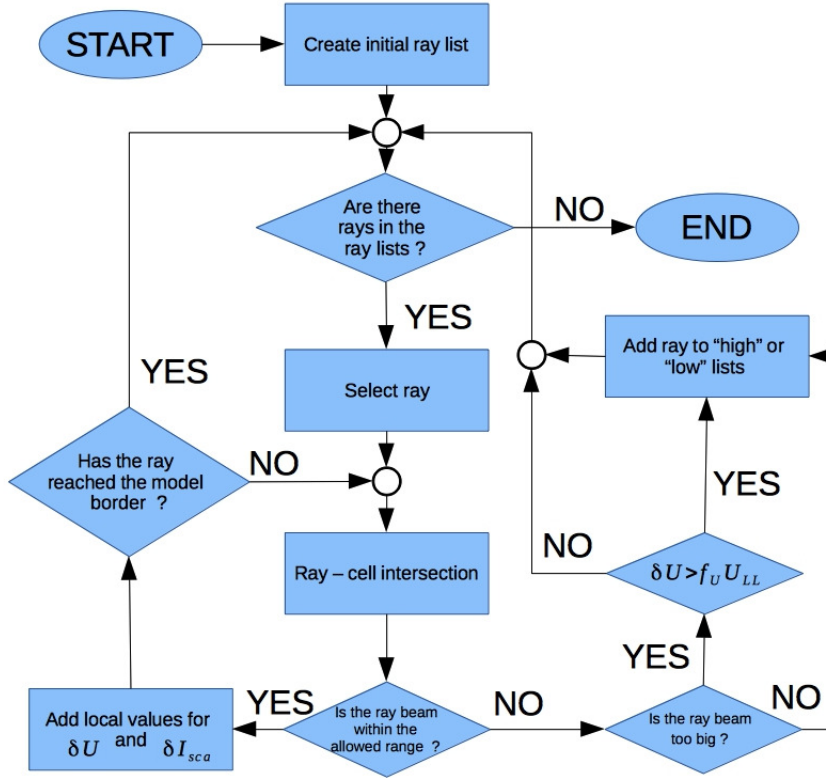 START
Create initial ray list
Are there
rays in the
ray lists ?
NO
END
YES
Select ray
Add ray to “high” or
“low” lists
YES
Has the ray
reached the model
border ?
NO
YES
Ray – cell intersection
NO
δU>f_U U_LL
YES
Add local values for
δU and δI_sca
YES
Is the ray beam
within the
allowed range ?
NO
Is the ray beam
too big ?
NO